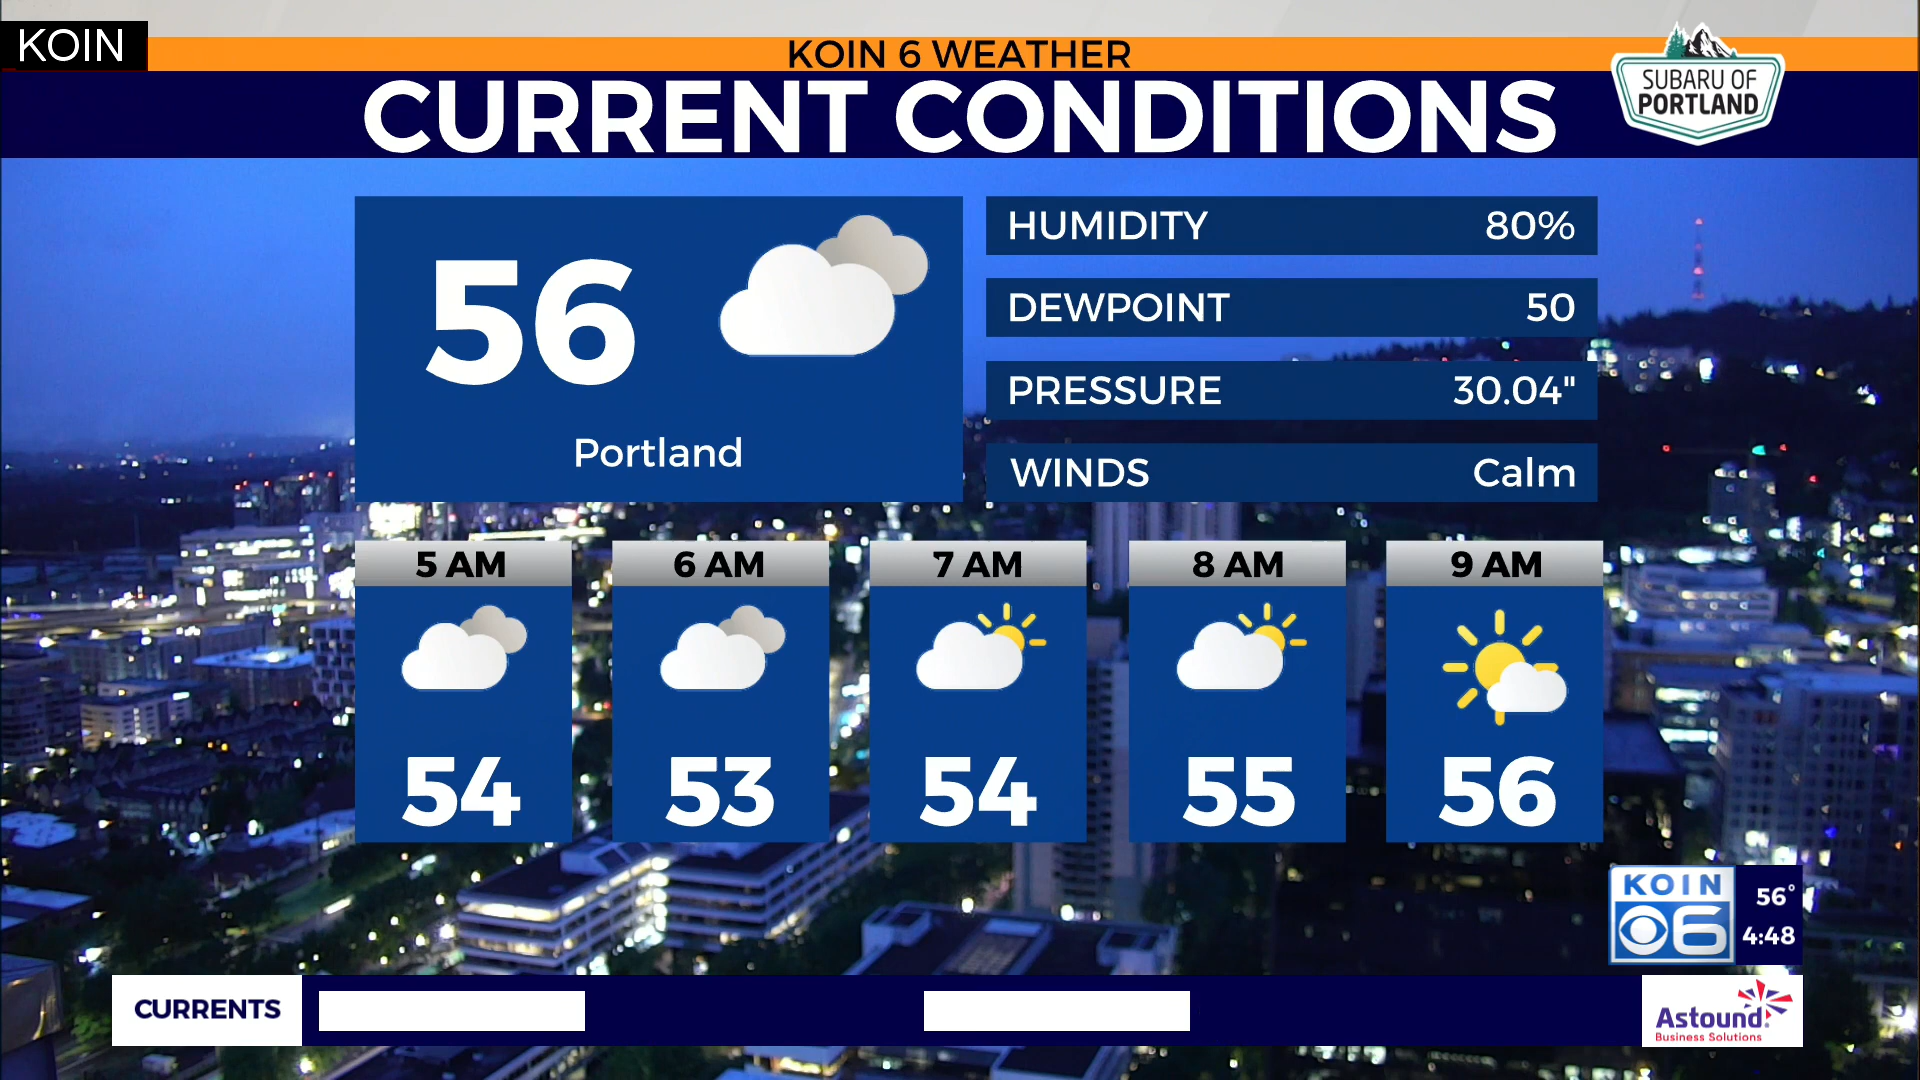 KOIN
KOIN 6 WEATHER
CURRENT CONDITIONS
SUBARU OF
PORTLAND
56
Portland
HUMIDITY 80%
DEWPOINT 50
PRESSURE 30.04"
WINDS Calm
5 AM 6 AM 7 AM 8 AM 9 AM
54 53 54 55 56
KOIN
6
56°
4:48
CURRENTS
Astound
Business Solutions